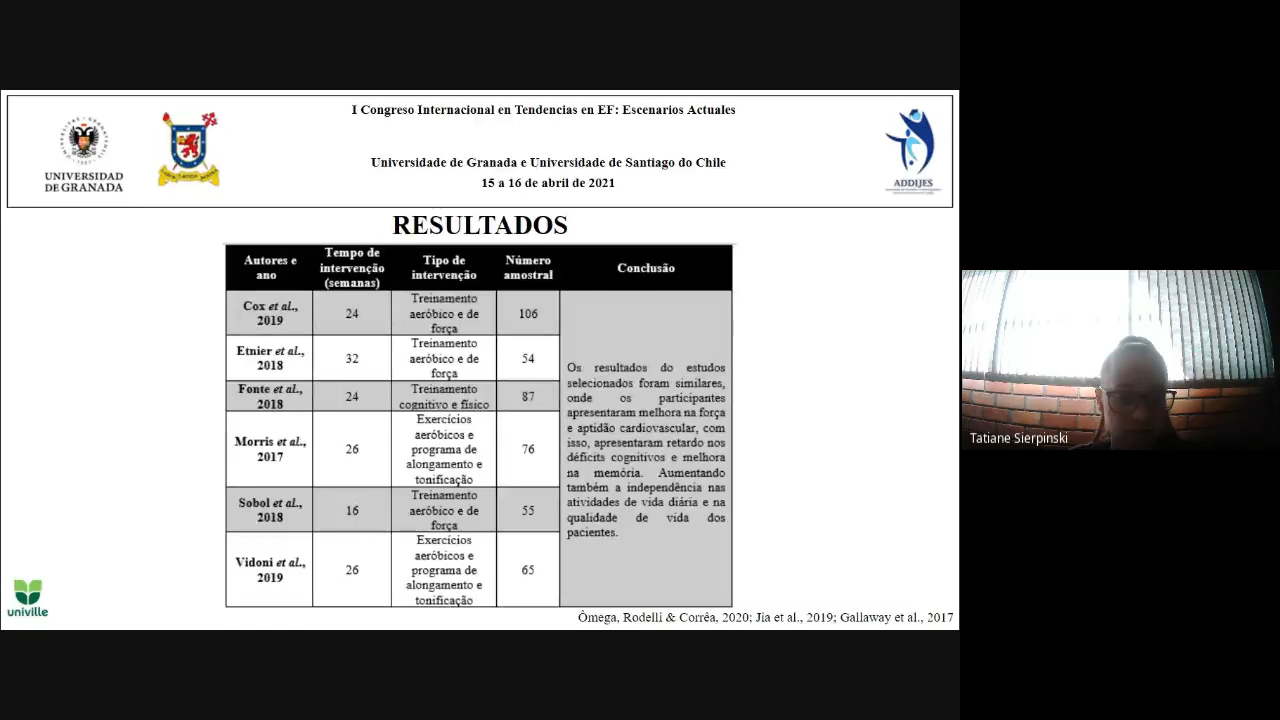 I Congreso Internacional en Tendencias en EF: Escenarios Actuales
UNIVERSIDAD
DE GRANADA
Universidade de Granada e Universidade de Santiago do Chile
15 a 16 de abril de 2021
ADDIJES
RESULTADOS
Autores e
ano
Tempo de
intervenção
(semanas)
Tipo de
intervenção
Número
amostral
Conclusão
Cox et al.,
2019
24
Treinamento
aeróbico e de
força
106
Etnier et al.,
2018
32
Treinamento
aeróbico e de
força
54
Fonte et al.,
2018
24
Treinamento
cognitivo e físico
87
Morris et al.,
2017
26
Exercícios
aeróbicos e
programa de
alongamento e
tonificação
76
Sobol et al.,
2018
16
Treinamento
aeróbico e de
força
55
Vidoni et al.,
2019
26
Exercícios
aeróbicos e
programa de
alongamento e
tonificação
65
Os resultados do estudos
selecionados foram similares,
onde os participantes
apresentaram melhora na força
e aptidão cardiovascular, com
isso, apresentaram retardo nos
déficits cognitivos e melhora
na memória. Aumentando
também a independência nas
atividades de vida diária e na
qualidade de vida dos
pacientes.
univille
Ômega, Rodelli & Corrêa, 2020; Jia et al., 2019; Gallaway et al., 2017
Tatiane Sierpinski